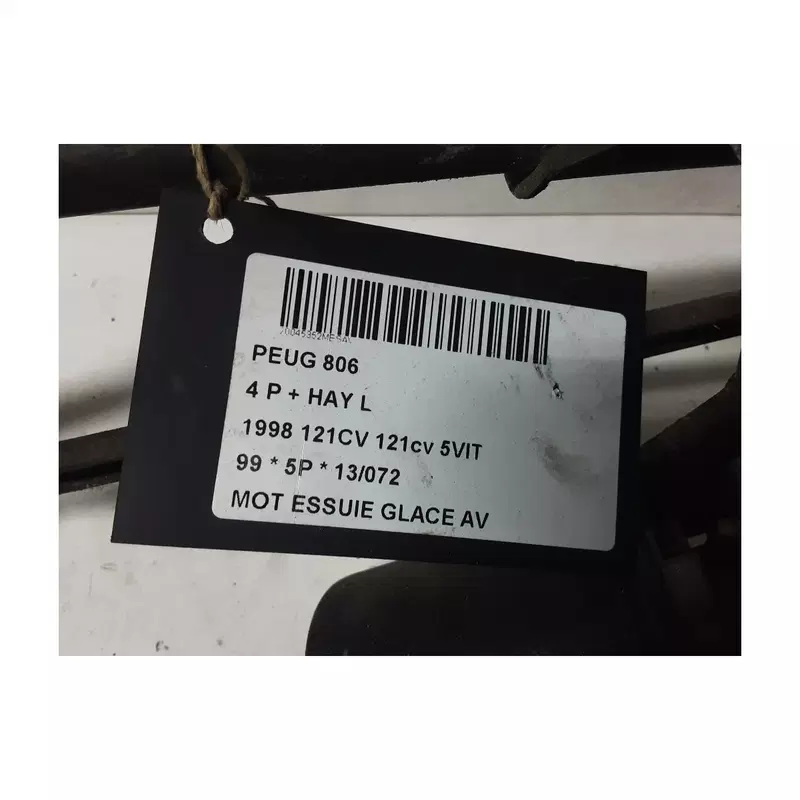 PEUG 806
4 P + HAY L
1998 121CV 121cv 5VIT
99 * 5P * 13/072
MOT ESSUIE GLACE AV